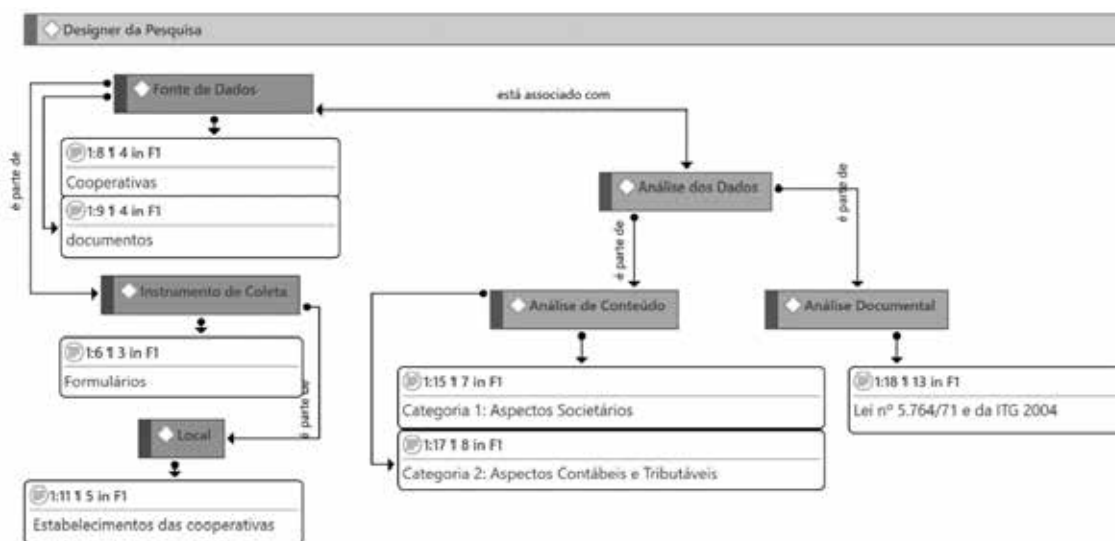 Designer da Pesquisa
Fonte de Dados
está associado com
é parte de
1:8 ¶ 4 in F1
Cooperativas
1:9 ¶ 4 in F1
documentos
Análise dos Dados
é parte de
é parte de
Instrumento de Coleta
Análise de Conteúdo
Análise Documental
1:6 ¶ 3 in F1
Formulários
é parte de
1:15 ¶ 7 in F1
Categoria 1: Aspectos Societários
1:18 ¶ 13 in F1
Lei nº 5.764/71 e da ITG 2004
Local
1:17 ¶ 8 in F1
Categoria 2: Aspectos Contábeis e Tributáveis
1:11 ¶ 5 in F1
Estabelecimentos das cooperativas